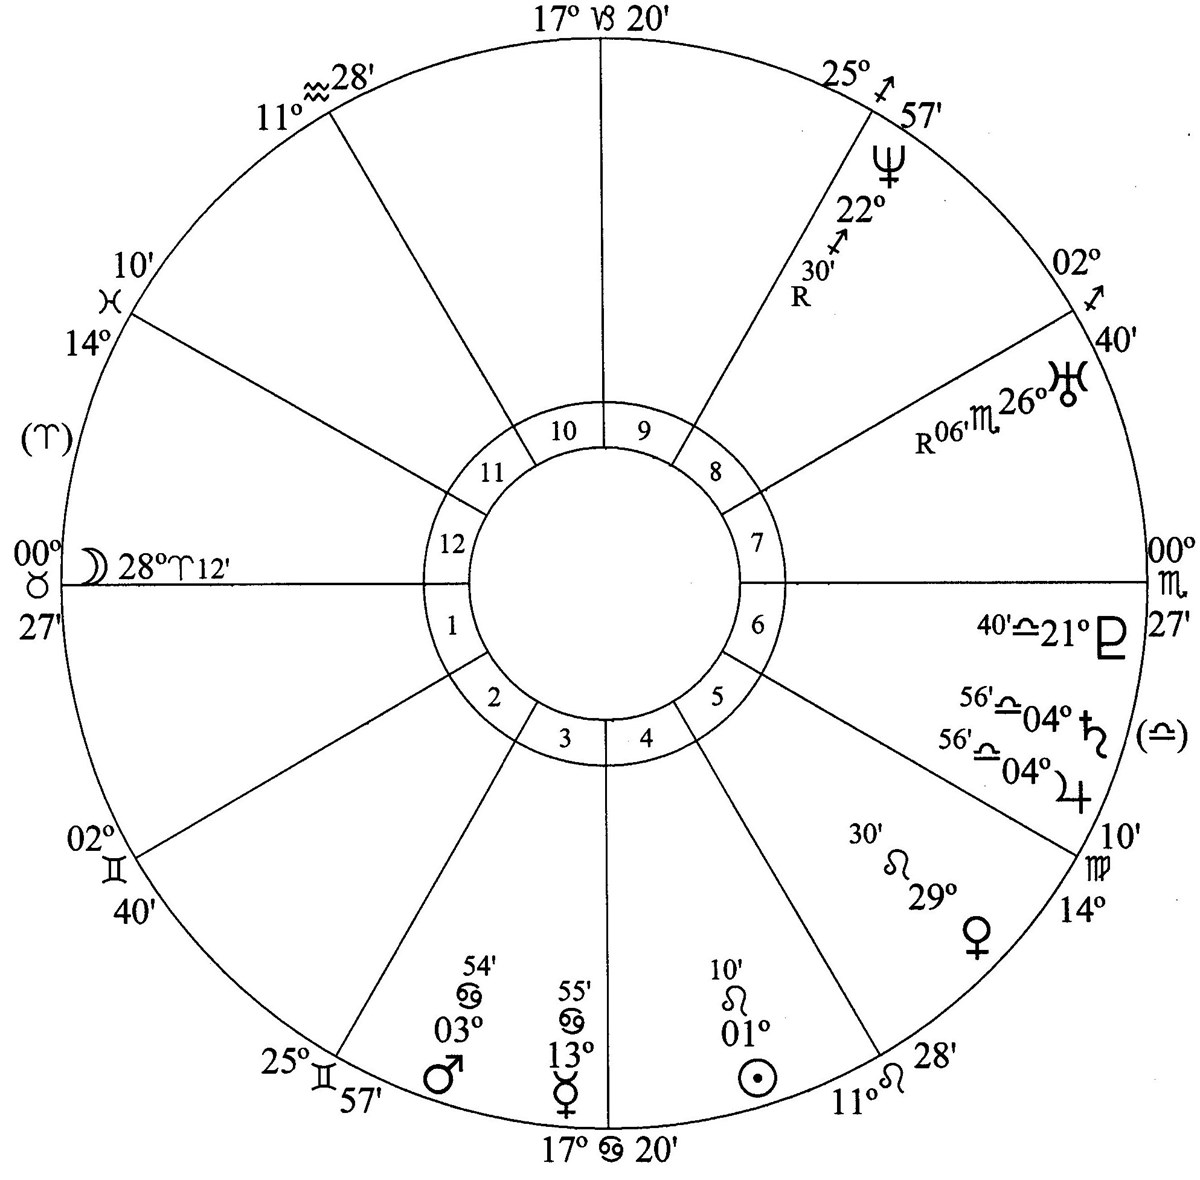 17º ♑ 20'
25º ♐ 57'
11º ♒ 28'
♆ 22º ♐ 30' R
02º ♐ 40'
10' ♓ 14º
♅ 26º ♏ 06' R
(♈)
10 9
11 8
12 7
00º ♉ 27'
☽ 28º ♈ 12'
00º ♏ 27'
1 6
2 5
3 4
40' ♎ 21º ♇
56' ♎ 04º ♄
(♎)
56' ♎ 04º ♃
02º ♊ 40'
10' ♍ 14º
30' ♌ 29º ♀
54' ♋ 03º ♂
55' ♋ 13º ☿
10' ♌ 01º ☉
25º ♊ 57'
11º ♌ 28'
17º ♋ 20'